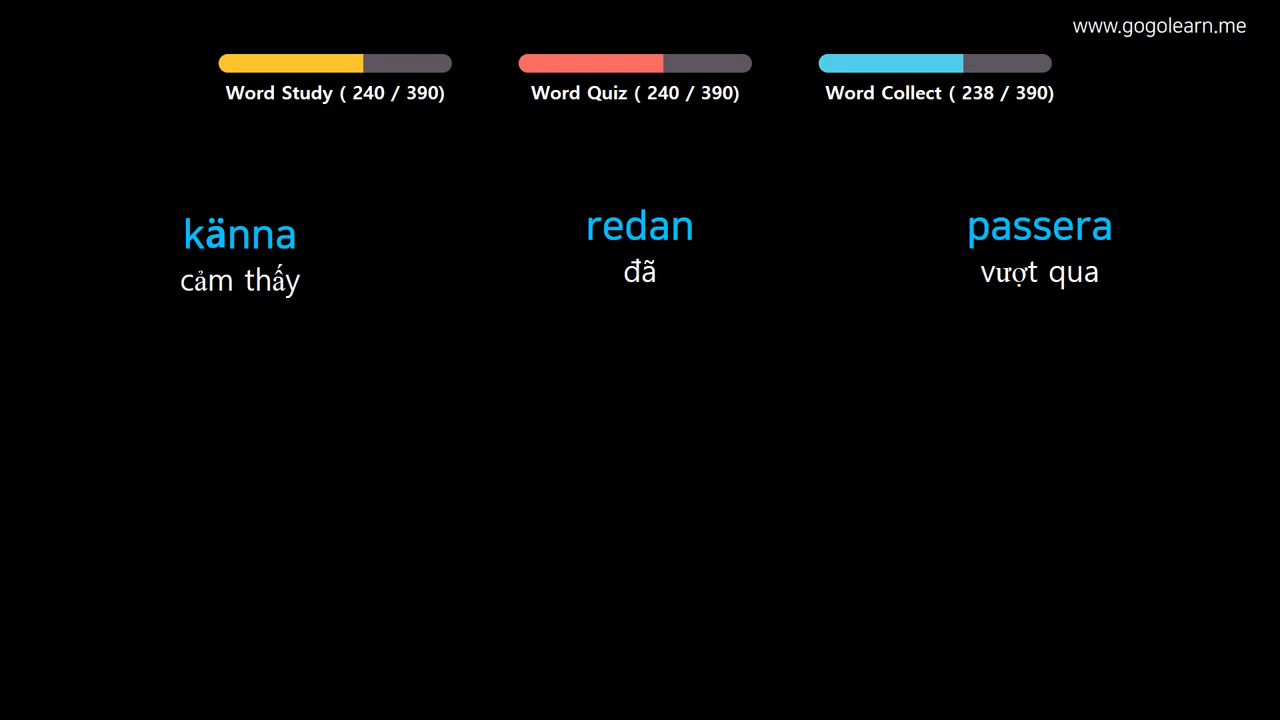 www.gogolearn.me
Word Study ( 240 / 390)
Word Quiz ( 240 / 390)
Word Collect ( 238 / 390)
känna
cảm thấy
redan
đã
passera
vượt qua